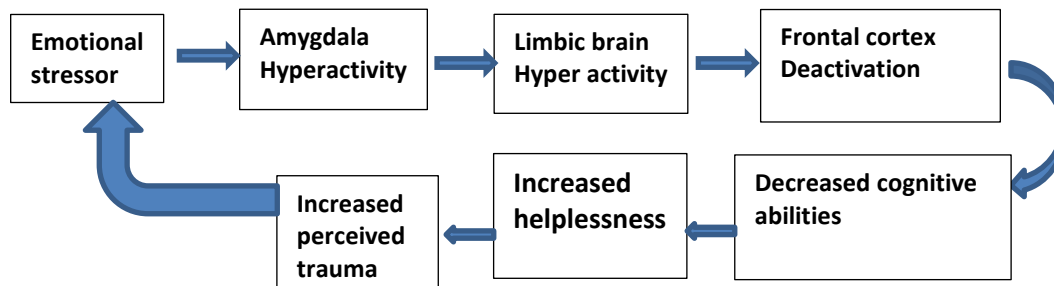 Emotional
stressor
Amygdala
Hyperactivity
Limbic brain
Hyper activity
Frontal cortex
Deactivation
Decreased cognitive
abilities
Increased
helplessness
Increased
perceived
trauma